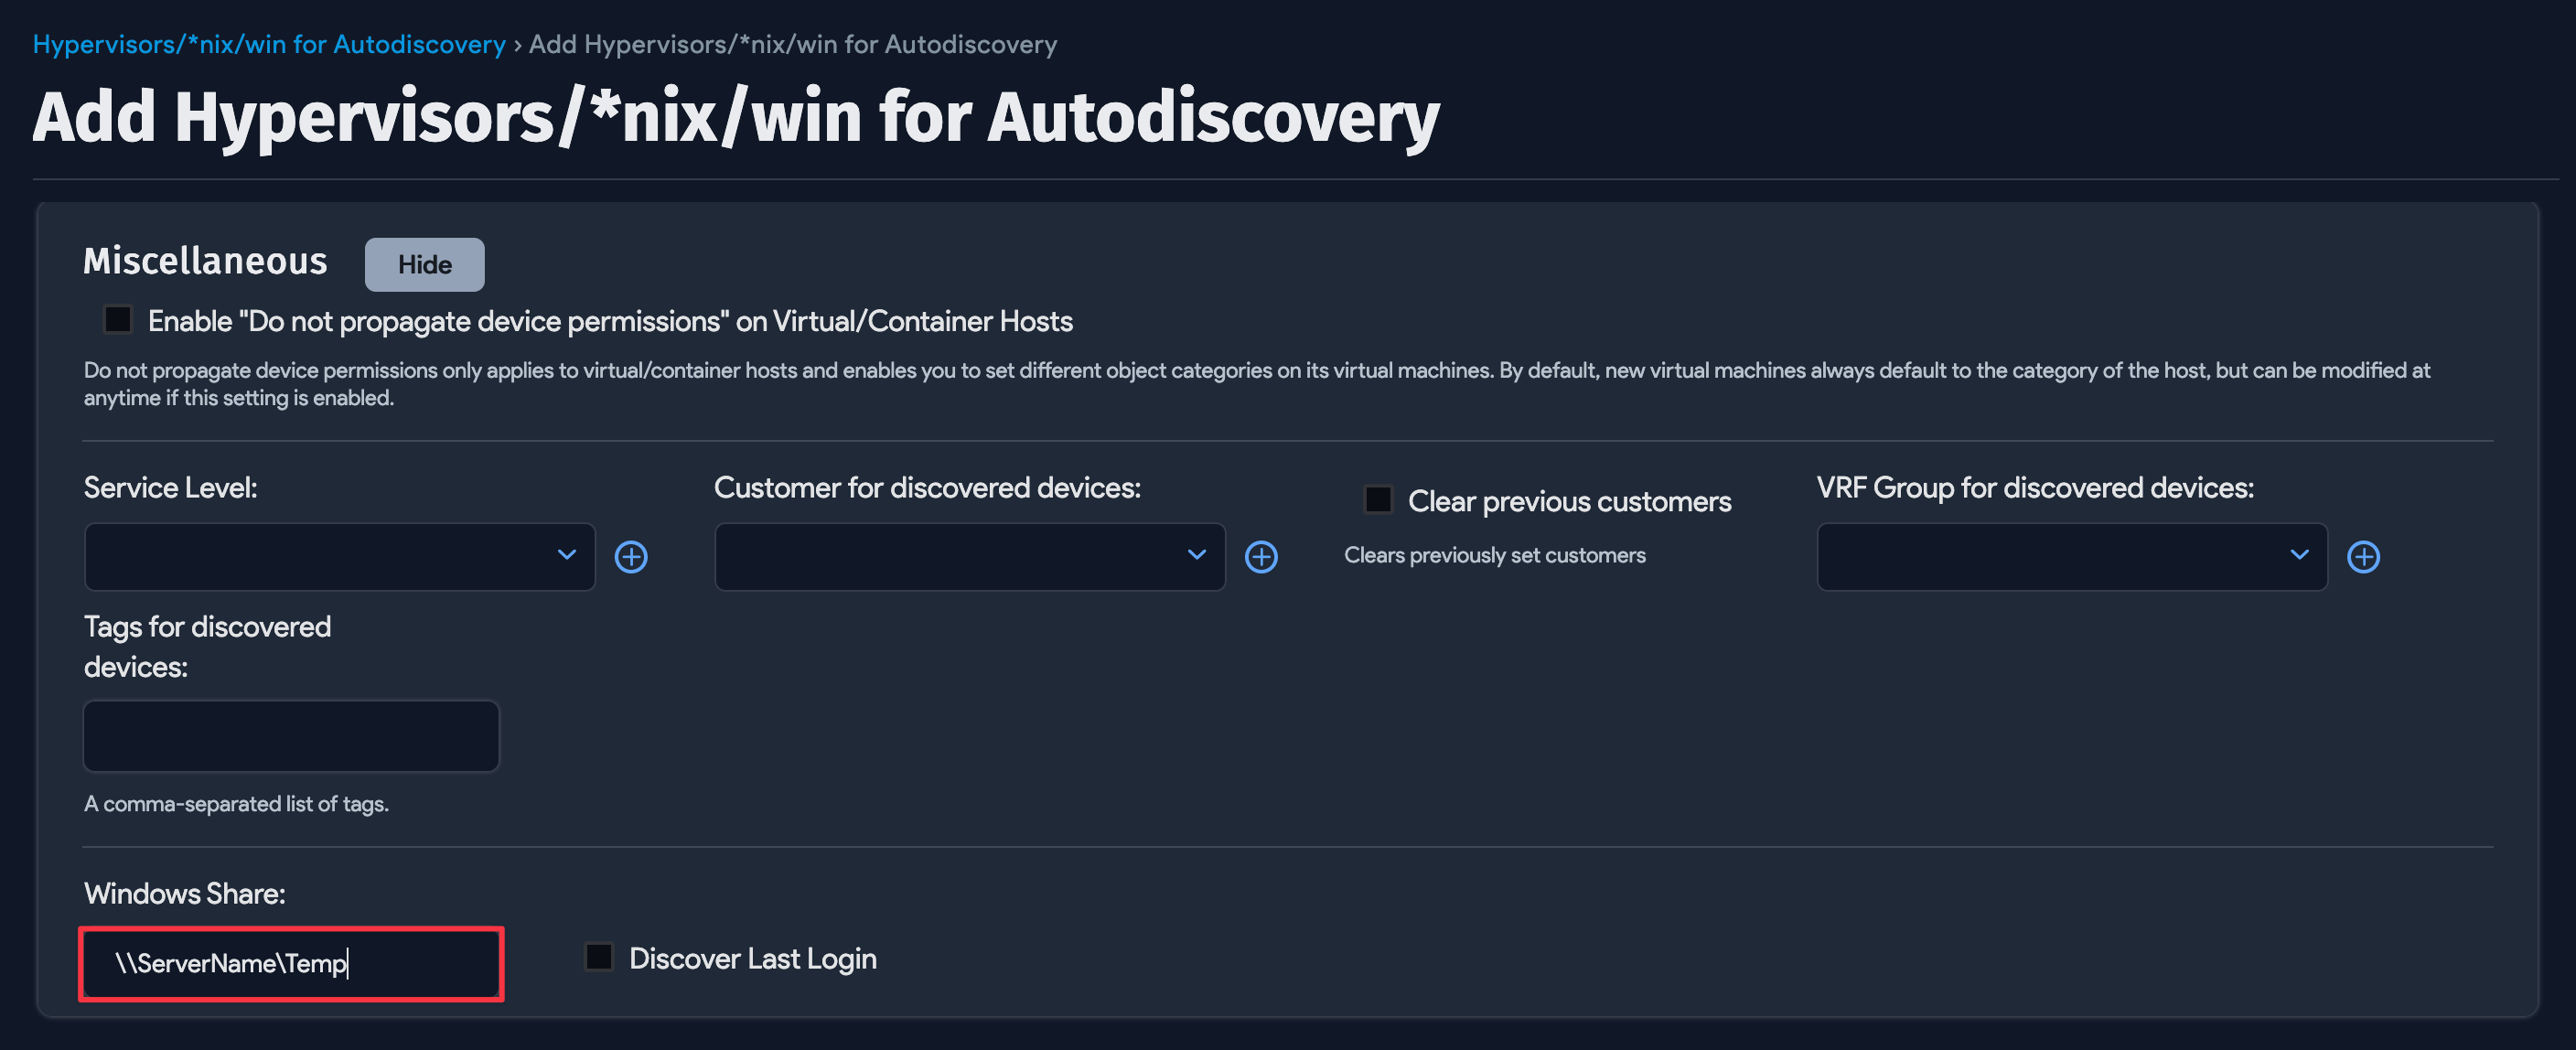 Hypervisors/*nix/win for Autodiscovery › Add Hypervisors/*nix/win for Autodiscovery
Add Hypervisors/*nix/win for Autodiscovery
Miscellaneous Hide
Enable "Do not propagate device permissions" on Virtual/Container Hosts
Do not propagate device permissions only applies to virtual/container hosts and enables you to set different object categories on its virtual machines. By default, new virtual machines always default to the category of the host, but can be modified at
anytime if this setting is enabled.
Service Level: Customer for discovered devices: Clear previous customers VRF Group for discovered devices:
Clears previously set customers
Tags for discovered
devices:
A comma-separated list of tags.
Windows Share:
\\ServerName\Temp Discover Last Login